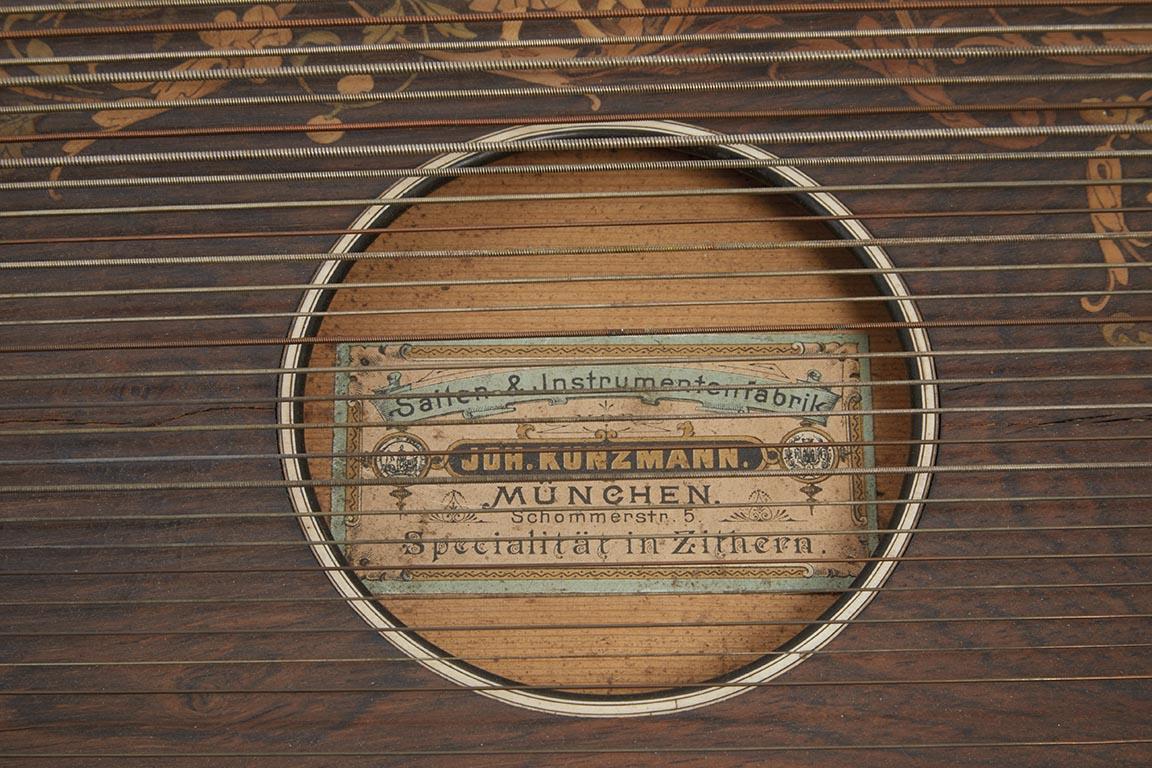 Saiten & Instrumentenfabrik
JOH. KUNZMANN.
MÜNCHEN.
Schommerstr. 5.
Specialität in Zithern.